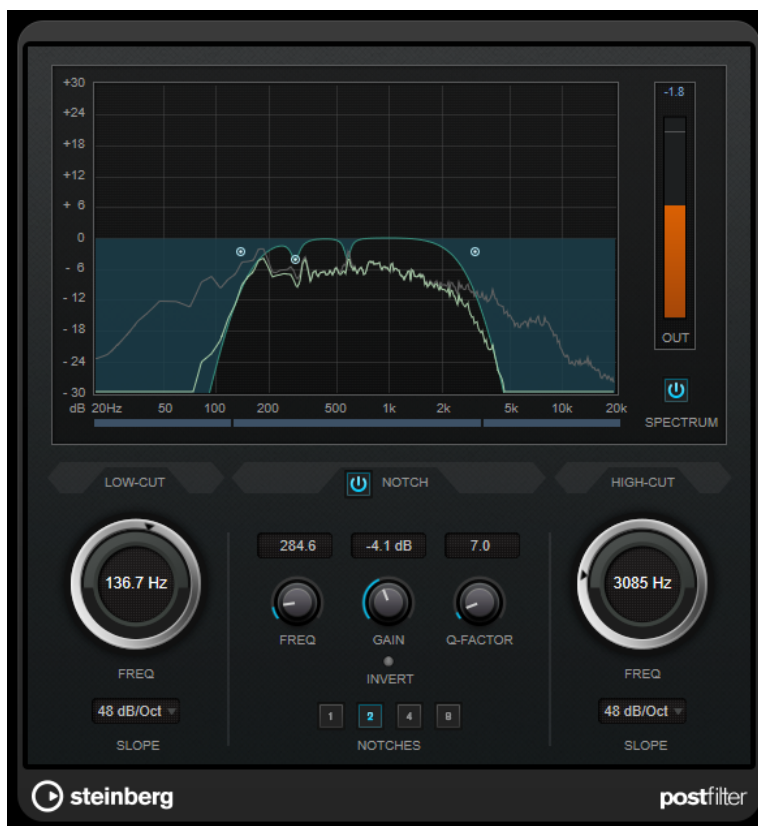 +30
-1.8
+24
+18
+12
+ 6
0
- 6
- 12
- 18
- 24
- 30
OUT
dB 20Hz 50 100 200 500 1k 2k 5k 10k 20k
SPECTRUM
LOW-CUT NOTCH HIGH-CUT
284.6 -4.1 dB 7.0
136.7 Hz 3085 Hz
FREQ GAIN Q-FACTOR
FREQ INVERT FREQ
48 dB/Oct 1 2 4 8 48 dB/Oct
SLOPE NOTCHES SLOPE
steinberg postfilter